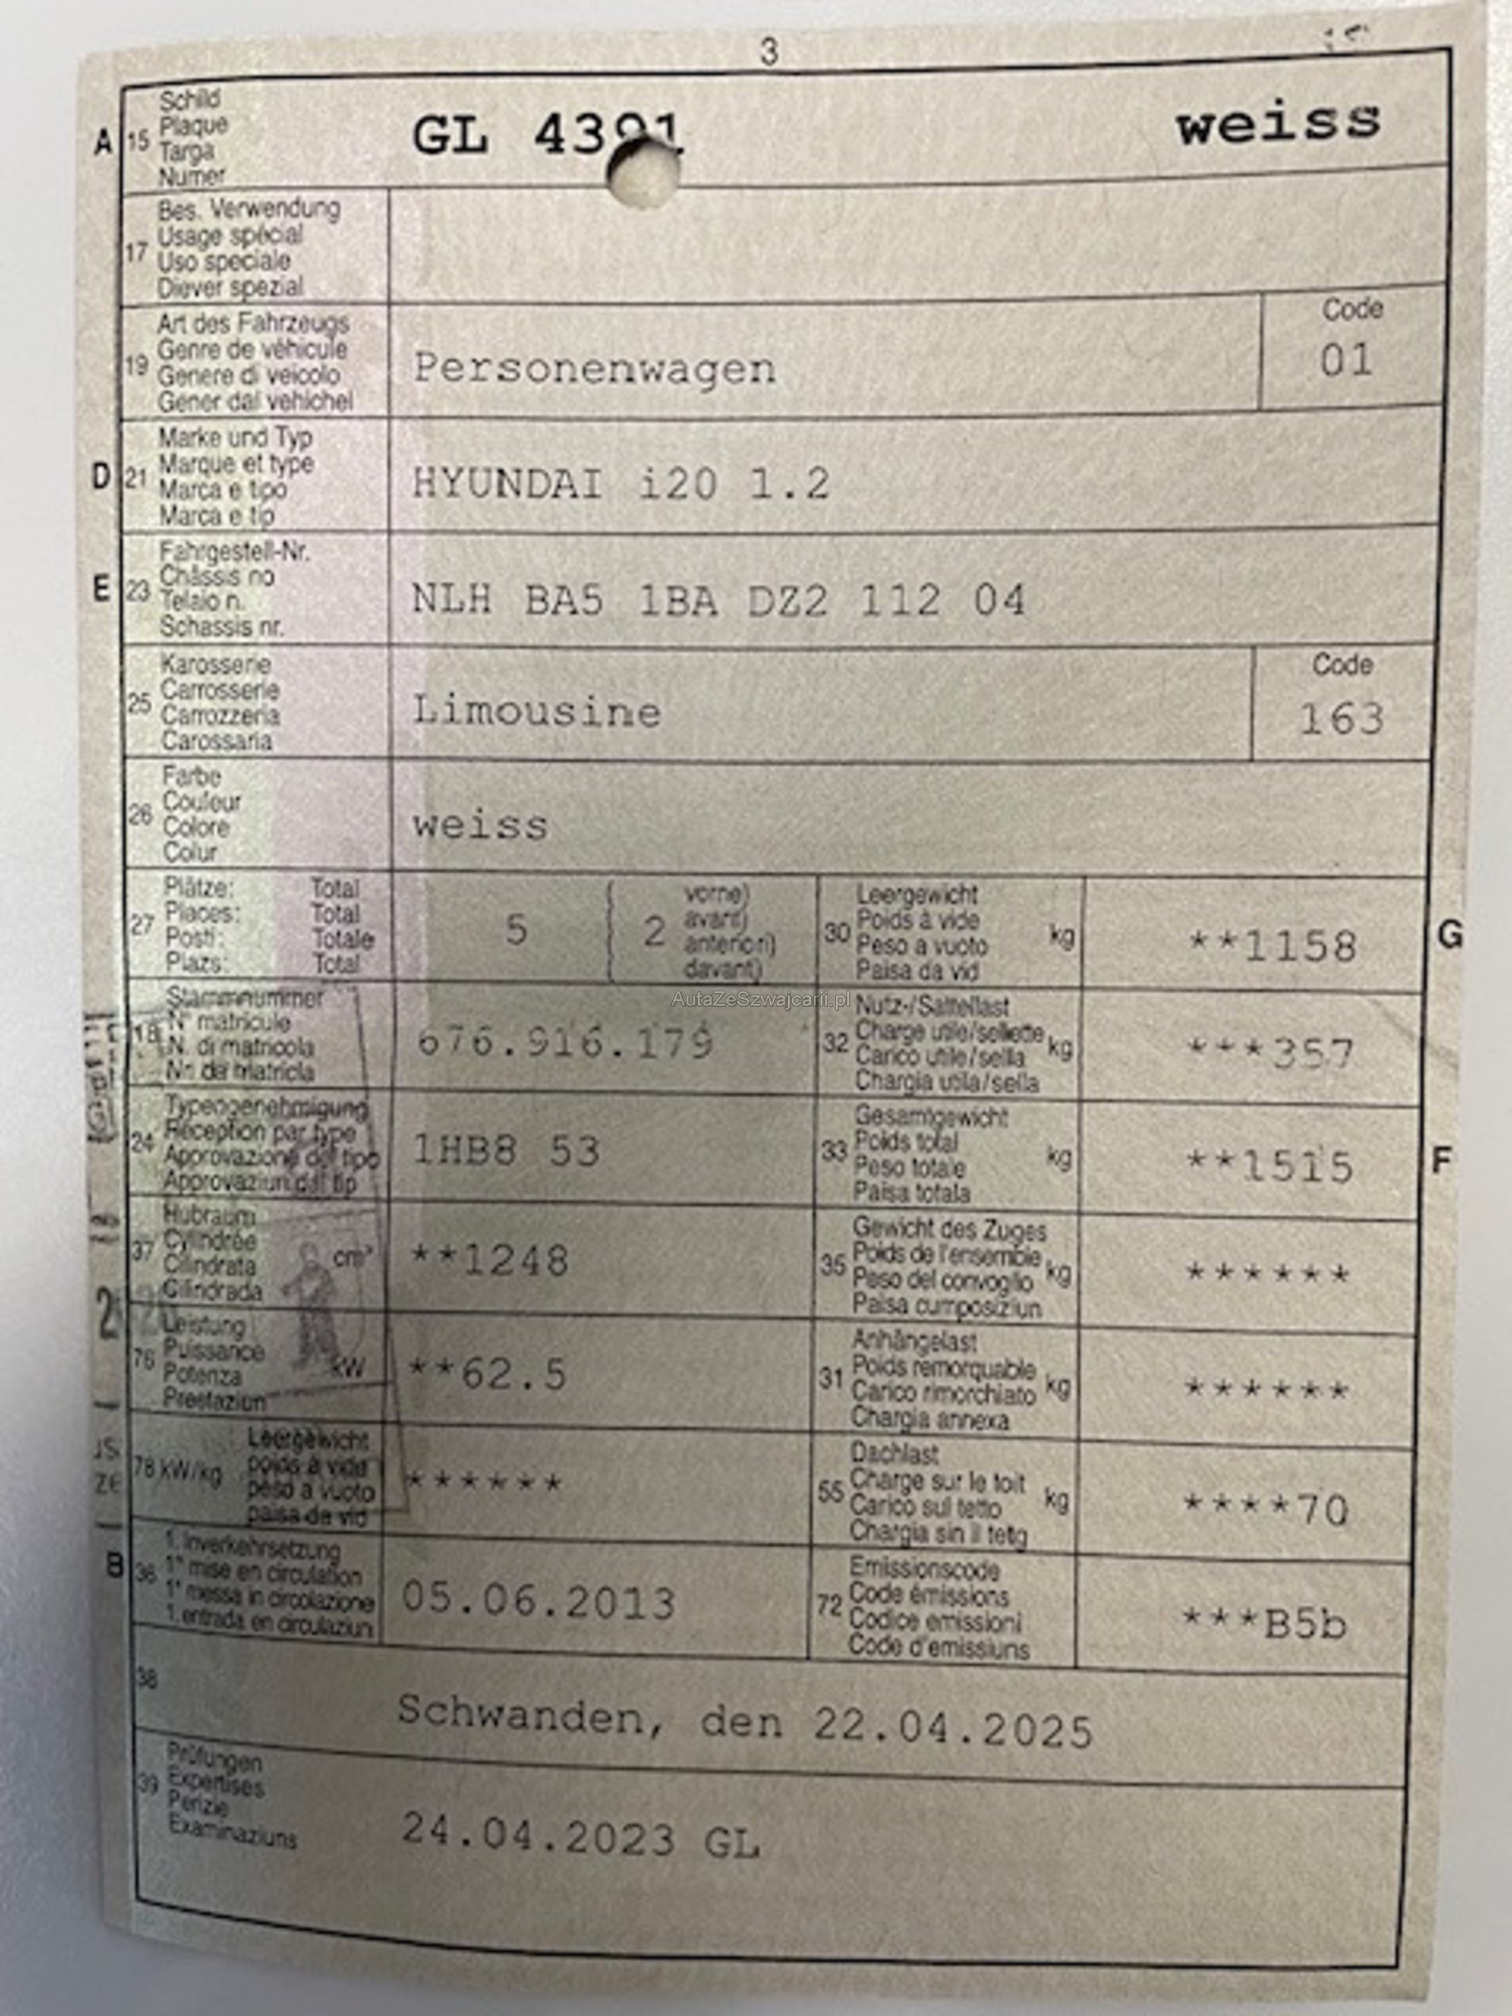 3
A 15 Schild
Plaque
Targa
Numer
GL 4391 weiss
17 Bes. Verwendung
Usage spécial
Uso speciale
Diever spezial
19 Art des Fahrzeugs
Genre de véhicule
Genere di veicolo
Gener dal vehichel
Personenwagen
Code
01
D 21 Marke und Typ
Marque et type
Marca e tipo
Marca e tip
HYUNDAI i20 1.2
E 23 Fahrgestell-Nr.
Châssis no
Telaio n.
Schassis nr.
NLH BA5 1BA DZ2 112 04
25 Karosserie
Carrosserie
Carrozzeria
Carossaria
Limousine
Code
163
26 Farbe
Couleur
Colore
Colur
weiss
27 Plätze: Total
Places: Total
Posti: Totale
Plazs: Total
5 ( 2 vorne)
avant)
anteriori)
davant)
30 Leergewicht
Poids à vide
Peso a vuoto
Paisa da vid
kg
**1158
G
AutaZeSzwajcarii.pl
18 Stammnummer
N° matricule
N. di matricola
Nr. da matricla
676.916.179
32 Nutz-/Sattellast
Charge utile/sellette
Carico utile/sella
Chargia utila/sella
kg
***357
24 Typengenehmigung
Réception par type
Approvazione del tipo
Approvaziun dal tip
1HB8 53
33 Gesamtgewicht
Poids total
Peso totale
Paisa totala
kg
**1515
F
37 Hubraum
Cylindrée
Cilindrata
Cilindrada
cm³
**1248
35 Gewicht des Zuges
Poids de l'ensemble
Peso del convoglio
Paisa cumposiziun
kg
******
76 Leistung
Puissance
Potenza
Prestaziun
kW
**62.5
31 Anhängelast
Poids remorquable
Carico rimorchiato
Chargia annexa
kg
******
78 kW/kg Leergewicht
poids à vide
peso a vuoto
paisa da vid
******
55 Dachlast
Charge sur le toit
Carico sul tetto
Chargia sin il tetg
kg
****70
B 36 1. Inverkehrsetzung
1re mise en circulation
1a messa in circolazione
1. entrada en circulaziun
05.06.2013
72 Emissionscode
Code émissions
Codice emissioni
Code d'emissiuns
***B5b
38
Schwanden, den 22.04.2025
39 Prüfungen
Expertises
Perizie
Examinaziuns
24.04.2023 GL